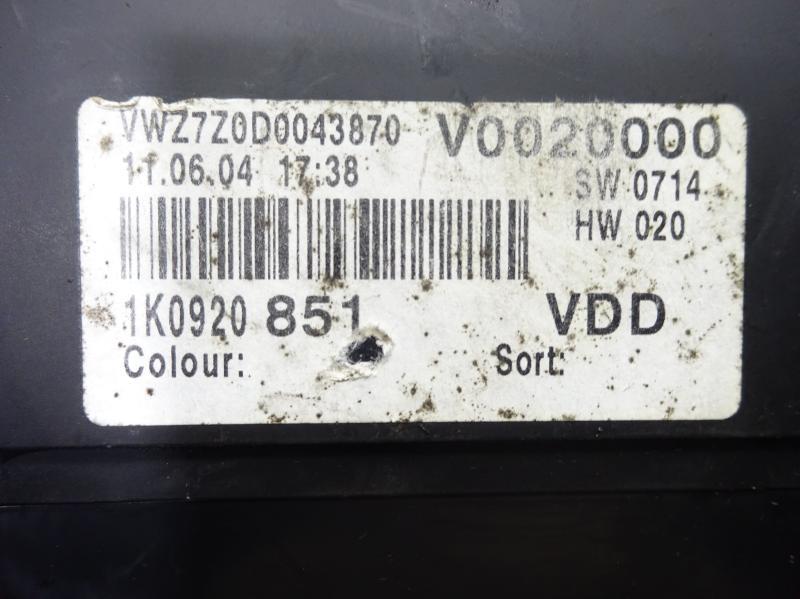 VWZ7Z0D0043870 V0020000
11.06.04 17:38 SW 0714
HW 020
1K0920 851 VDD
Colour: Sort: